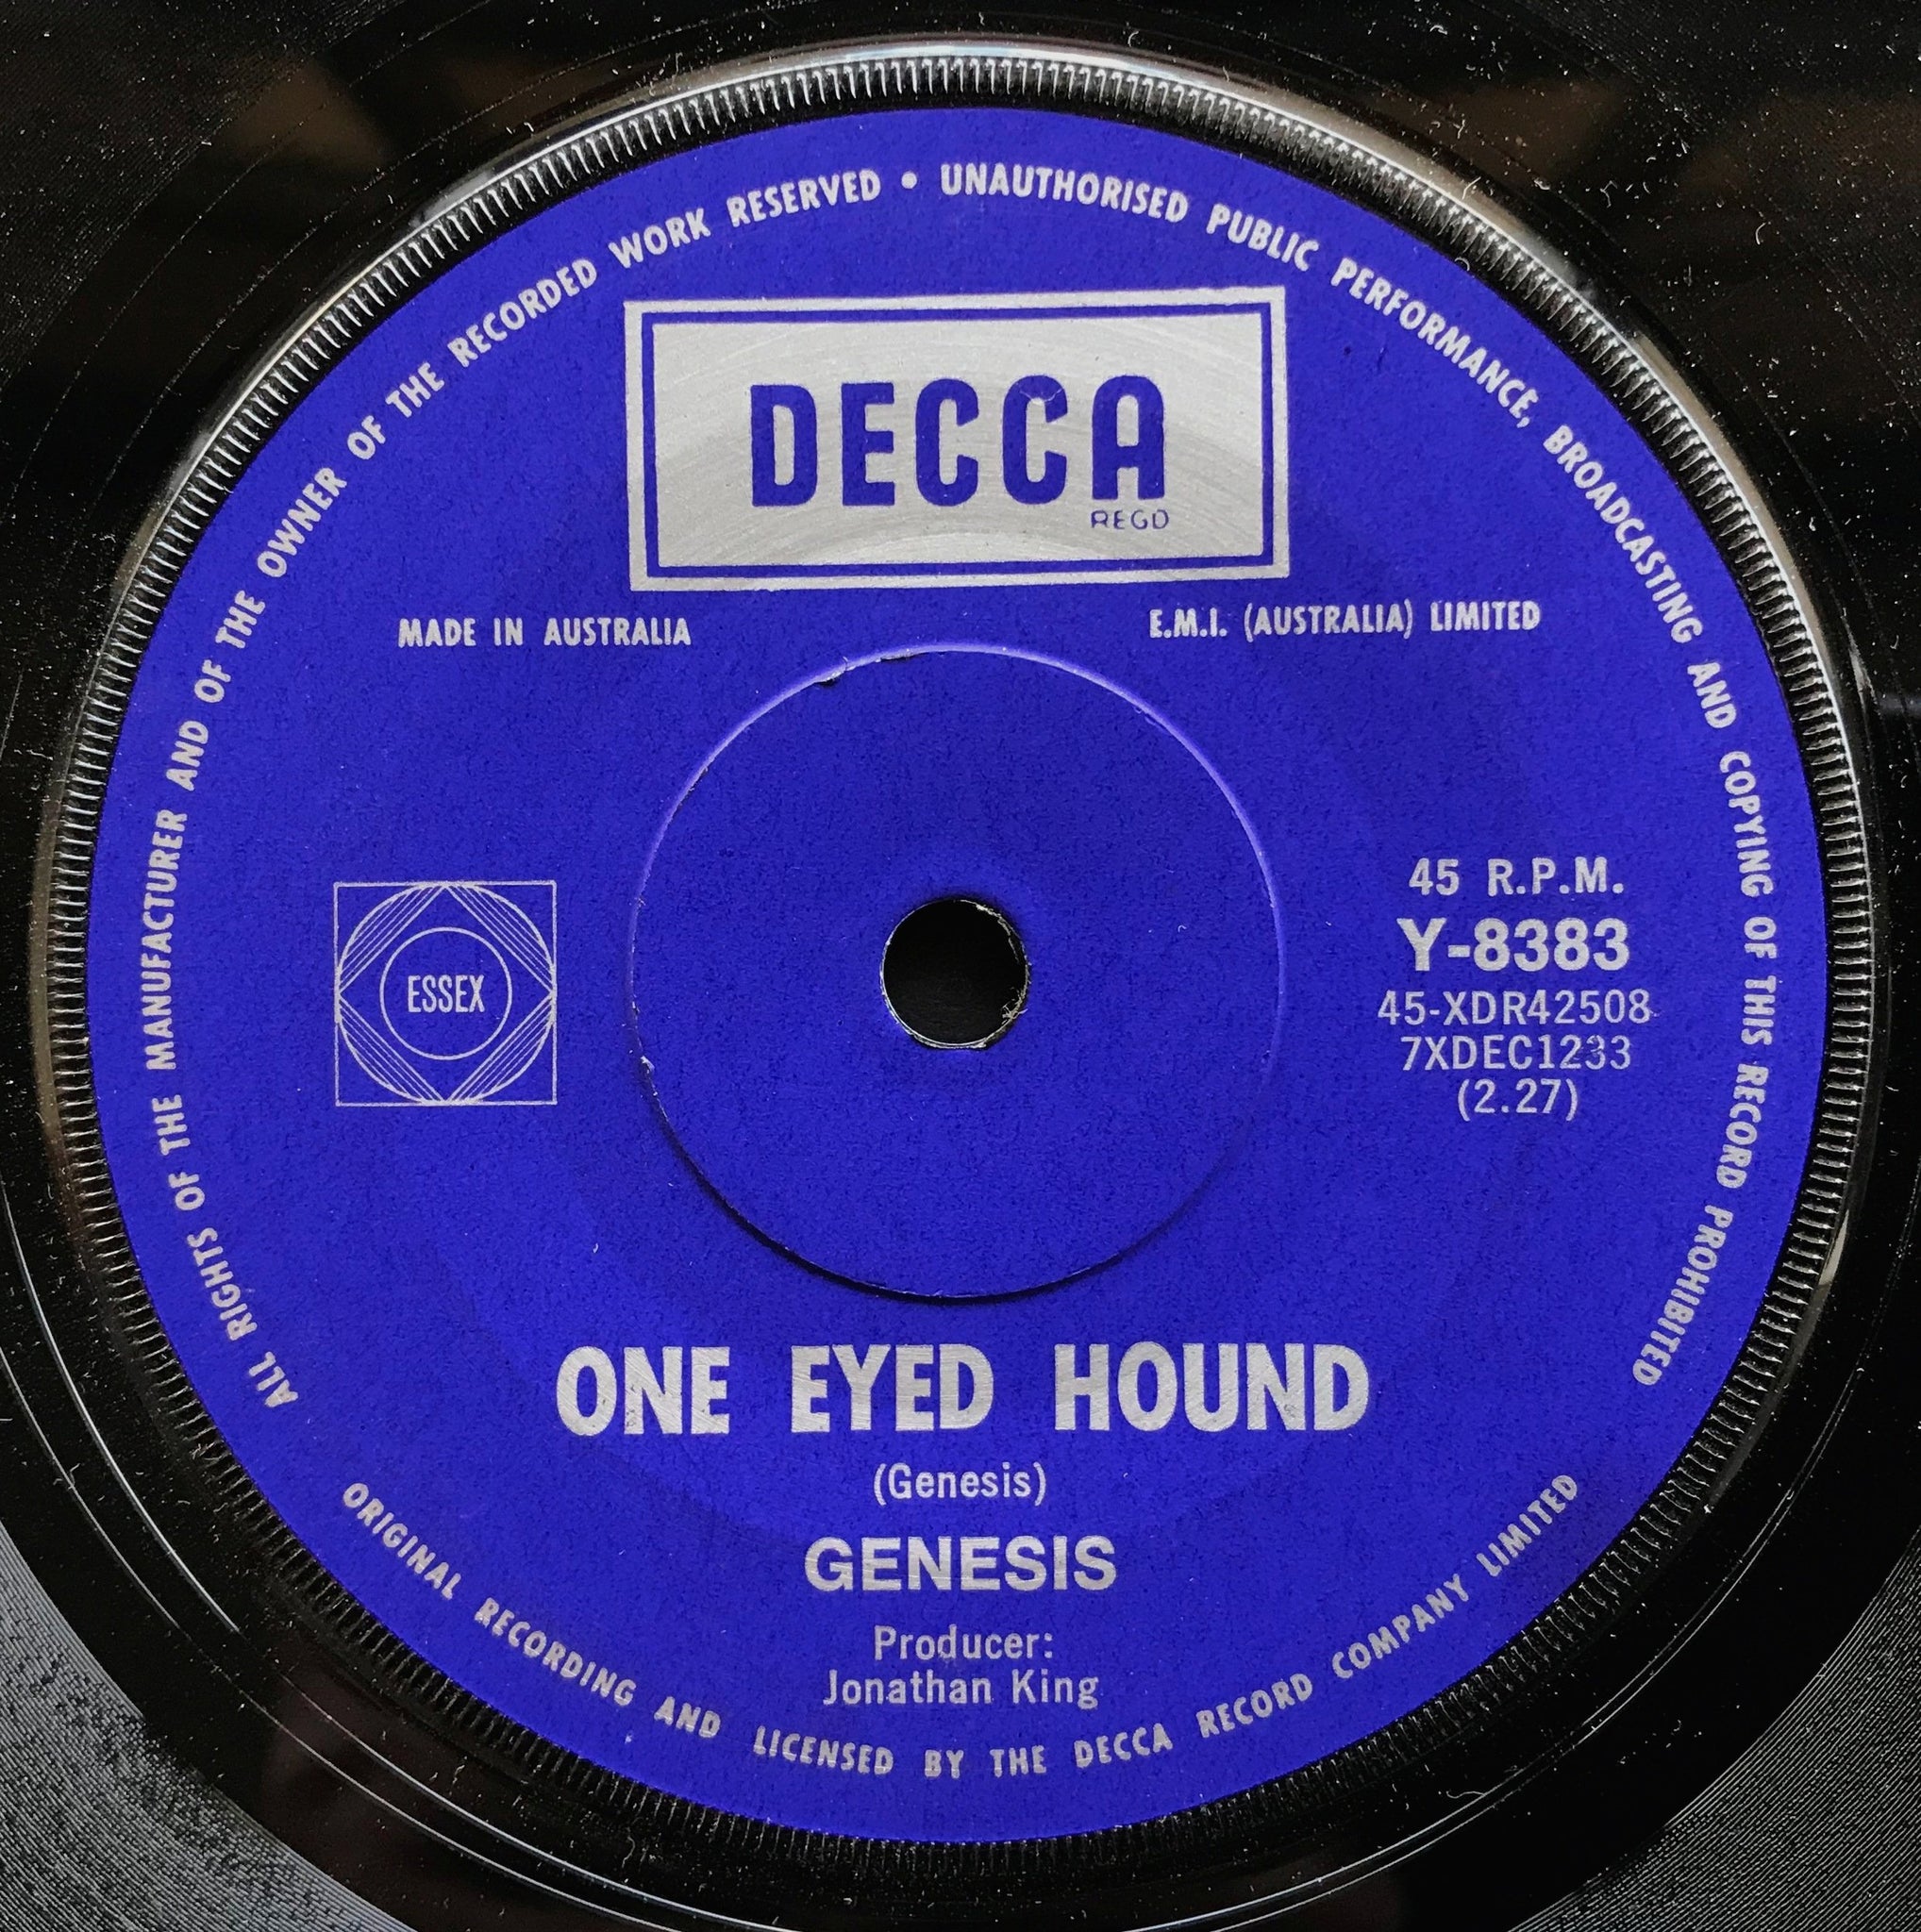 ALL RIGHTS OF THE MANUFACTURER AND OF THE OWNER OF THE RECORDED WORK RESERVED • UNAUTHORISED PUBLIC PERFORMANCE, BROADCASTING AND COPYING OF THIS RECORD PROHIBITED
DECCA
REGD
MADE IN AUSTRALIA
E.M.I. (AUSTRALIA) LIMITED
ESSEX
45 R.P.M.
Y-8383
45-XDR42508
7XDEC1233
(2.27)
ONE EYED HOUND
(Genesis)
GENESIS
Producer:
Jonathan King
ORIGINAL RECORDING AND LICENSED BY THE DECCA RECORD COMPANY LIMITED